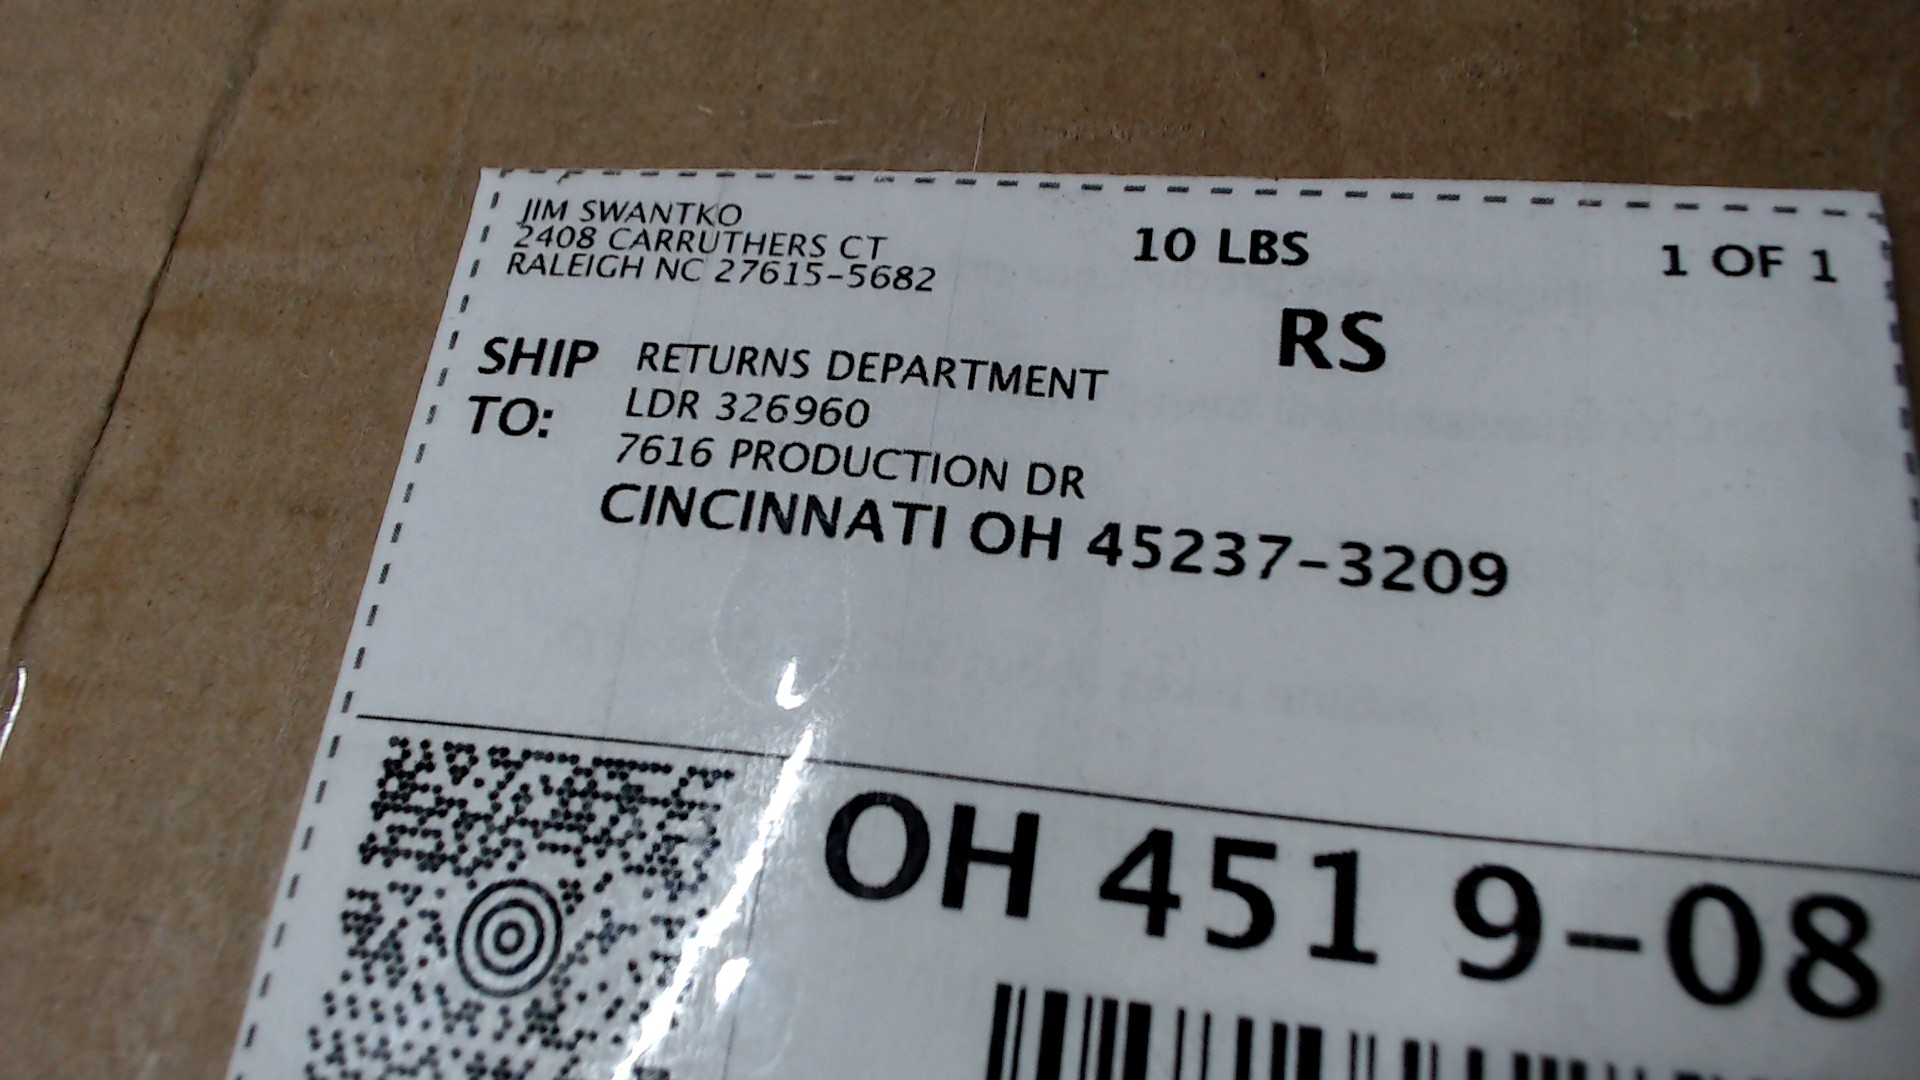 JIM SWANTKO
2408 CARRUTHERS CT
RALEIGH NC 27615-5682
10 LBS
1 OF 1
RS
SHIP TO:
RETURNS DEPARTMENT
LDR 326960
7616 PRODUCTION DR
CINCINNATI OH 45237-3209
OH 451 9-08